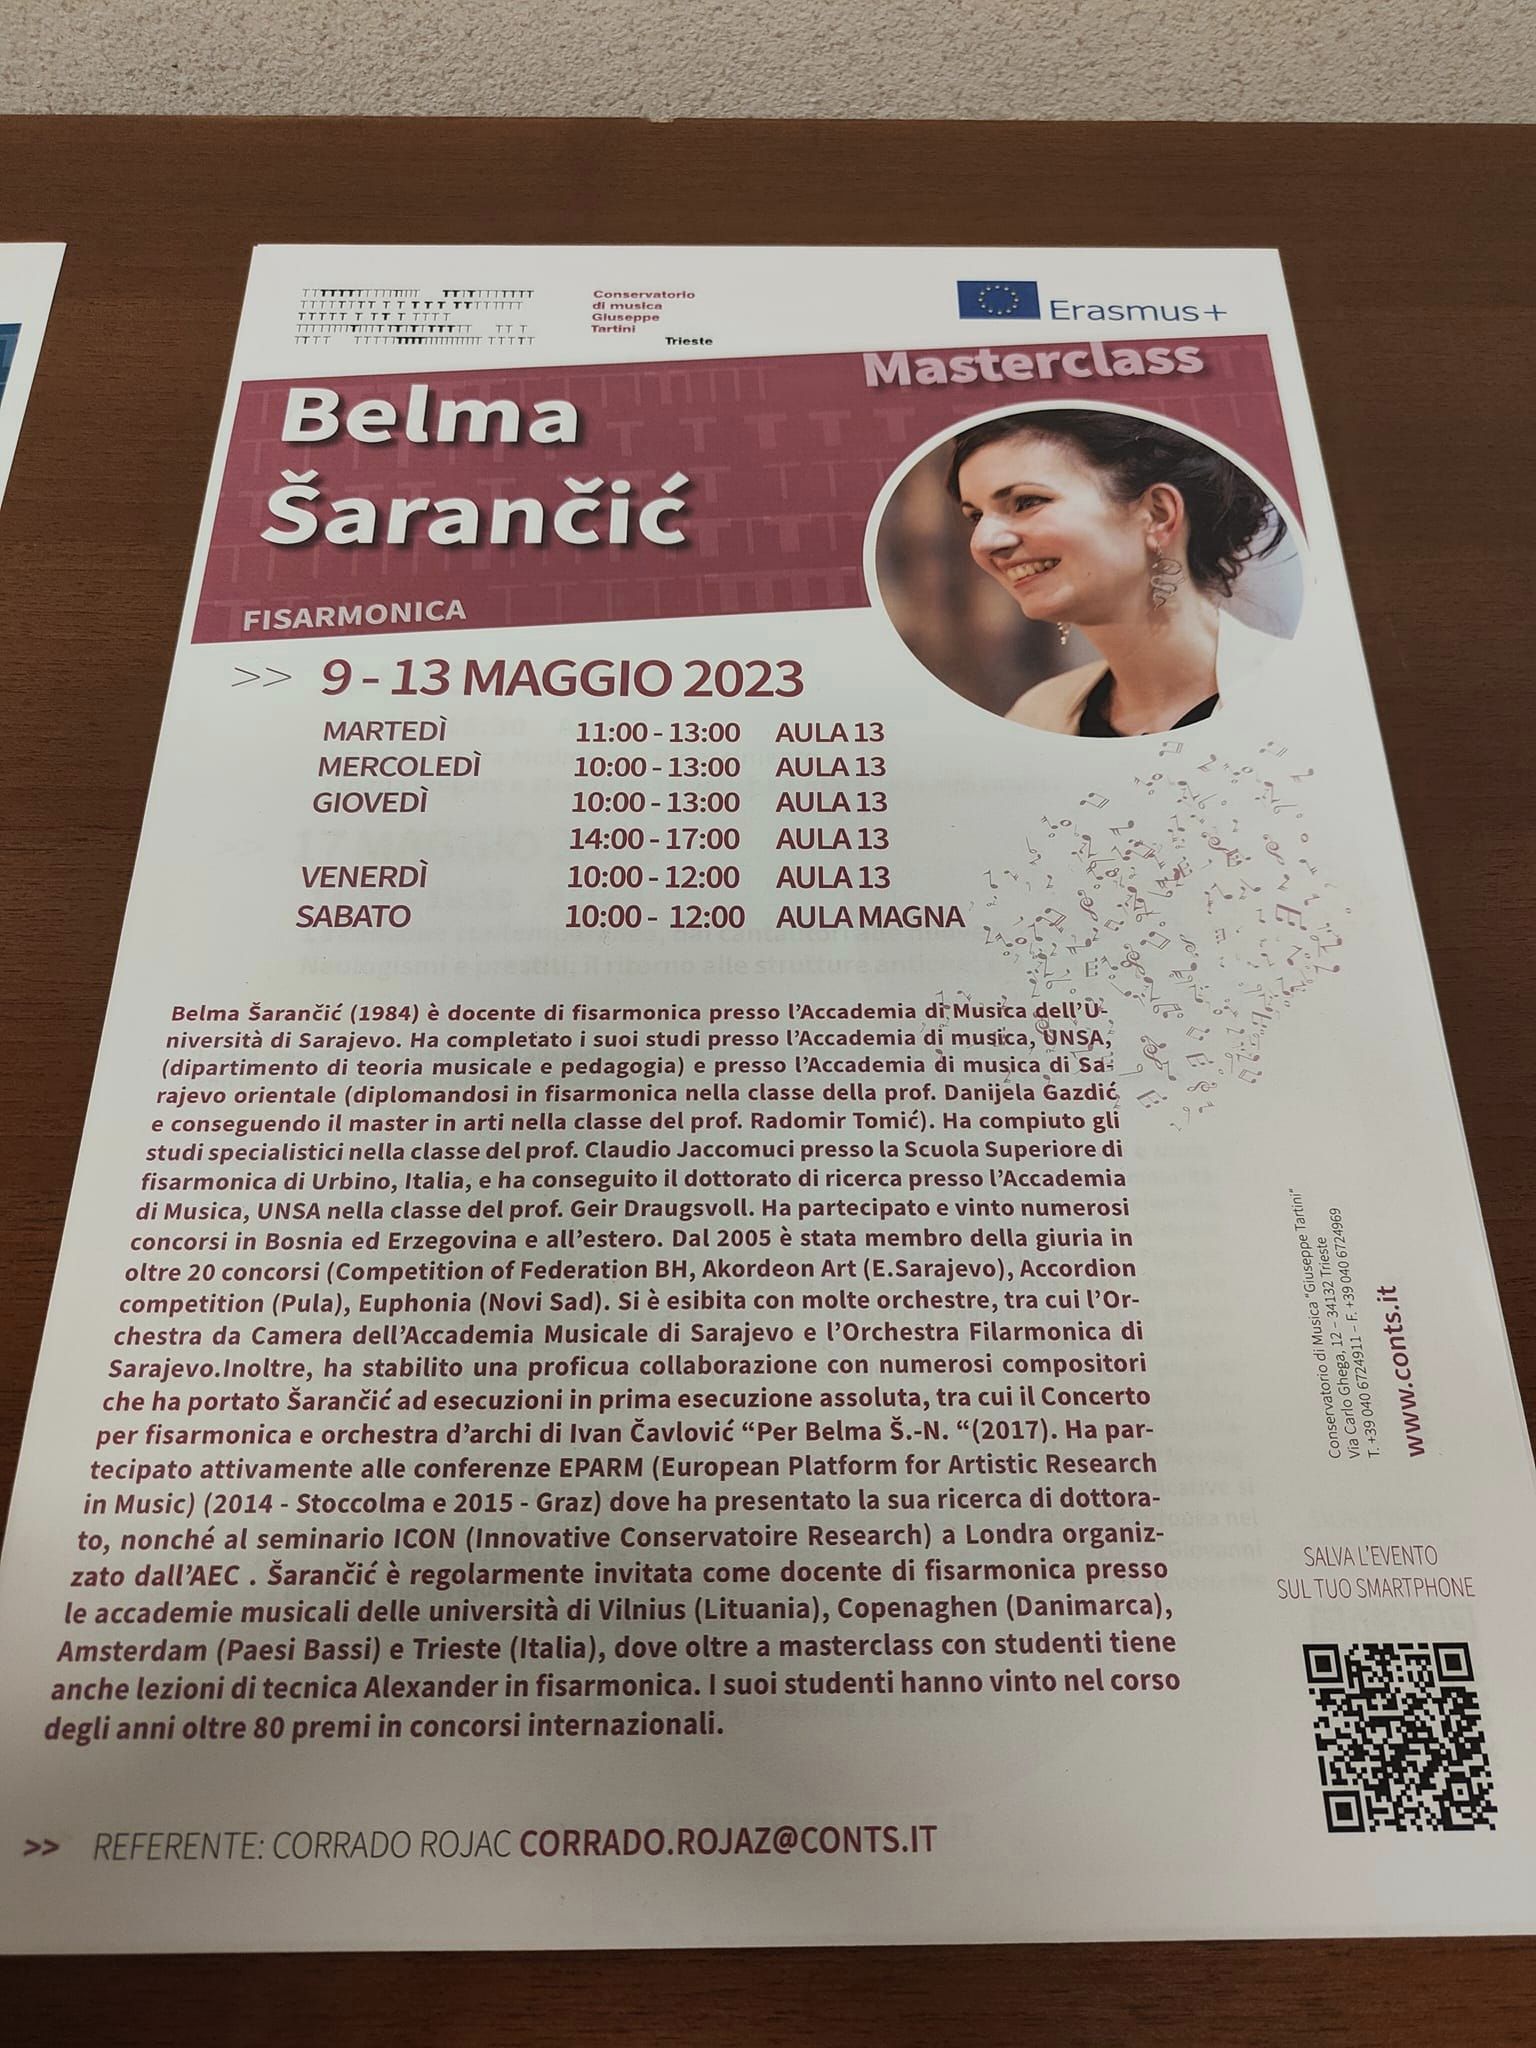 Conservatorio
di musica
Giuseppe
Tartini
Trieste
Erasmus+
Masterclass
Belma
Šarančić
FISARMONICA
>> 9 - 13 MAGGIO 2023
MARTEDÌ 11:00 - 13:00 AULA 13
MERCOLEDÌ 10:00 - 13:00 AULA 13
GIOVEDÌ 10:00 - 13:00 AULA 13
14:00 - 17:00 AULA 13
VENERDÌ 10:00 - 12:00 AULA 13
SABATO 10:00 - 12:00 AULA MAGNA
Belma Šarančić (1984) è docente di fisarmonica presso l'Accademia di Musica dell'U-
niversità di Sarajevo. Ha completato i suoi studi presso l'Accademia di musica, UNSA,
(dipartimento di teoria musicale e pedagogia) e presso l'Accademia di musica di Sa-
rajevo orientale (diplomandosi in fisarmonica nella classe della prof. Danijela Gazdić
e conseguendo il master in arti nella classe del prof. Radomir Tomić). Ha compiuto gli
studi specialistici nella classe del prof. Claudio Jaccomuci presso la Scuola Superiore di
fisarmonica di Urbino, Italia, e ha conseguito il dottorato di ricerca presso l'Accademia
di Musica, UNSA nella classe del prof. Geir Draugsvoll. Ha partecipato e vinto numerosi
concorsi in Bosnia ed Erzegovina e all'estero. Dal 2005 è stata membro della giuria in
oltre 20 concorsi (Competition of Federation BH, Akordeon Art (E.Sarajevo), Accordion
competition (Pula), Euphonia (Novi Sad). Si è esibita con molte orchestre, tra cui l'Or-
chestra da Camera dell'Accademia Musicale di Sarajevo e l'Orchestra Filarmonica di
Sarajevo.Inoltre, ha stabilito una proficua collaborazione con numerosi compositori
che ha portato Šarančić ad esecuzioni in prima esecuzione assoluta, tra cui il Concerto
per fisarmonica e orchestra d'archi di Ivan Čavlović "Per Belma Š.-N. "(2017). Ha par-
tecipato attivamente alle conferenze EPARM (European Platform for Artistic Research
in Music) (2014 - Stoccolma e 2015 - Graz) dove ha presentato la sua ricerca di dottora-
to, nonché al seminario ICON (Innovative Conservatoire Research) a Londra organiz-
zato dall'AEC . Šarančić è regolarmente invitata come docente di fisarmonica presso
le accademie musicali delle università di Vilnius (Lituania), Copenaghen (Danimarca),
Amsterdam (Paesi Bassi) e Trieste (Italia), dove oltre a masterclass con studenti tiene
anche lezioni di tecnica Alexander in fisarmonica. I suoi studenti hanno vinto nel corso
degli anni oltre 80 premi in concorsi internazionali.
Conservatorio di Musica "Giuseppe Tartini"
Via Carlo Ghega, 12 – 34132 Trieste
T. +39 040 6724911 – F. +39 040 6724969
www.conts.it
SALVA L'EVENTO
SUL TUO SMARTPHONE
>> REFERENTE: CORRADO ROJAC CORRADO.ROJAZ@CONTS.IT